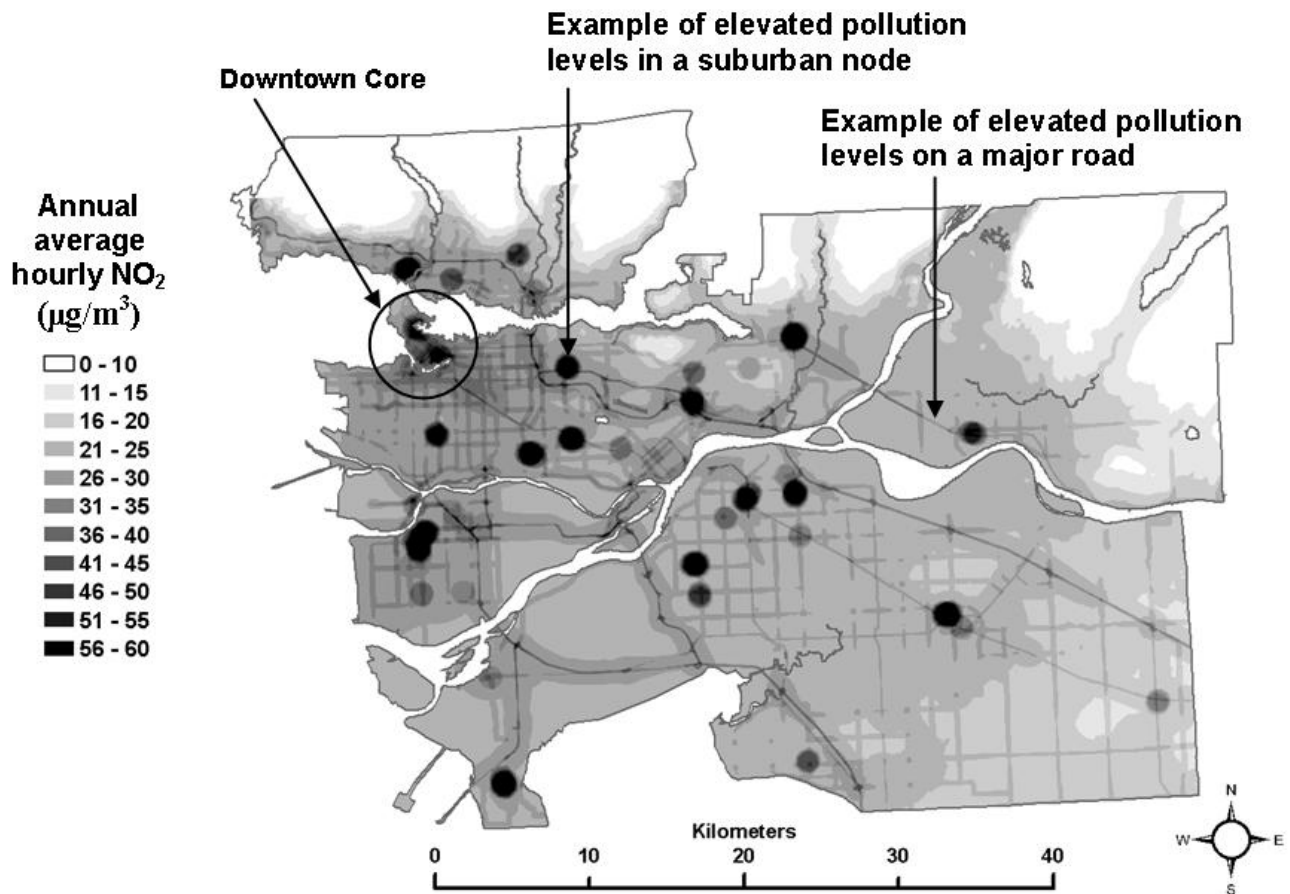 Example of elevated pollution
levels in a suburban node
Downtown Core
Example of elevated pollution
levels on a major road
Annual
average
hourly NO₂
(µg/m³)
0 - 10
11 - 15
16 - 20
21 - 25
26 - 30
31 - 35
36 - 40
41 - 45
46 - 50
51 - 55
56 - 60
Kilometers
0 10 20 30 40
N
W E
S